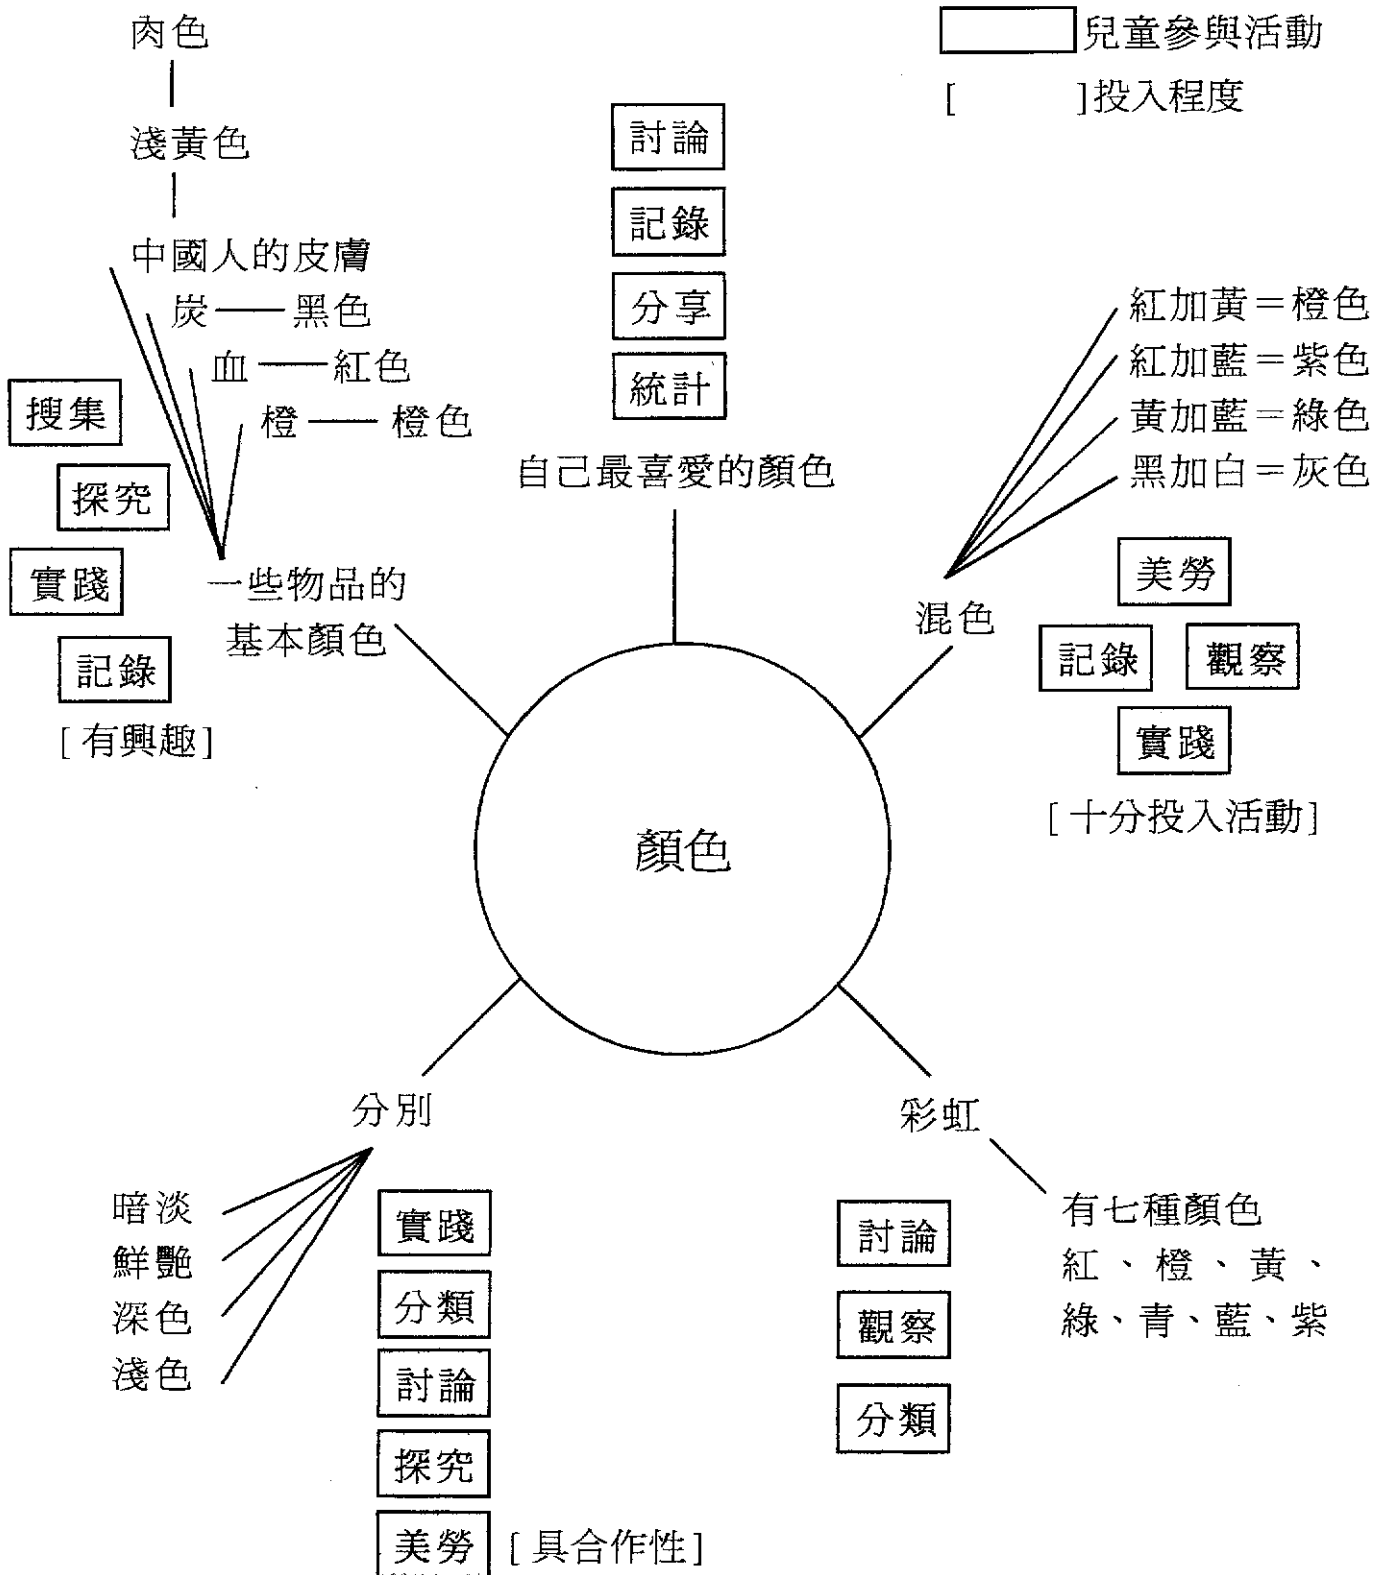 兒童參與活動
[ ]投入程度
肉色
淺黃色
中國人的皮膚
炭——黑色
血——紅色
橙——橙色
搜集
探究
實踐
記錄
[有興趣]
一些物品的
基本顏色
討論
記錄
分享
統計
自己最喜愛的顏色
紅加黃=橙色
紅加藍=紫色
黃加藍=綠色
黑加白=灰色
混色
美勞
記錄 觀察
實踐
[十分投入活動]
顏色
分別
暗淡
鮮艷
深色
淺色
實踐
分類
討論
探究
美勞 [具合作性]
彩虹
有七種顏色
紅、橙、黃、
綠、青、藍、紫
討論
觀察
分類